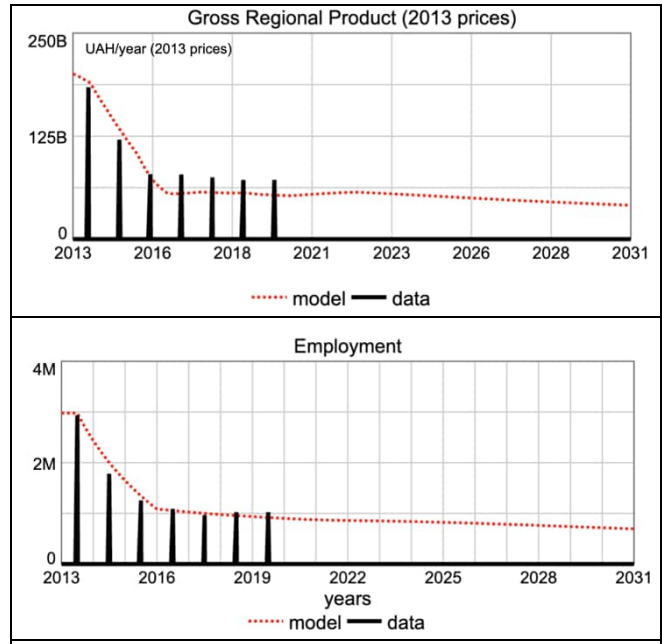 Gross Regional Product (2013 prices)
250B
UAH/year (2013 prices)
125B
0
2013 2016 2018 2021 2023 2026 2028 2031
model data
Employment
4M
2M
0
2013 2016 2019 2022 2025 2028 2031
years
model data